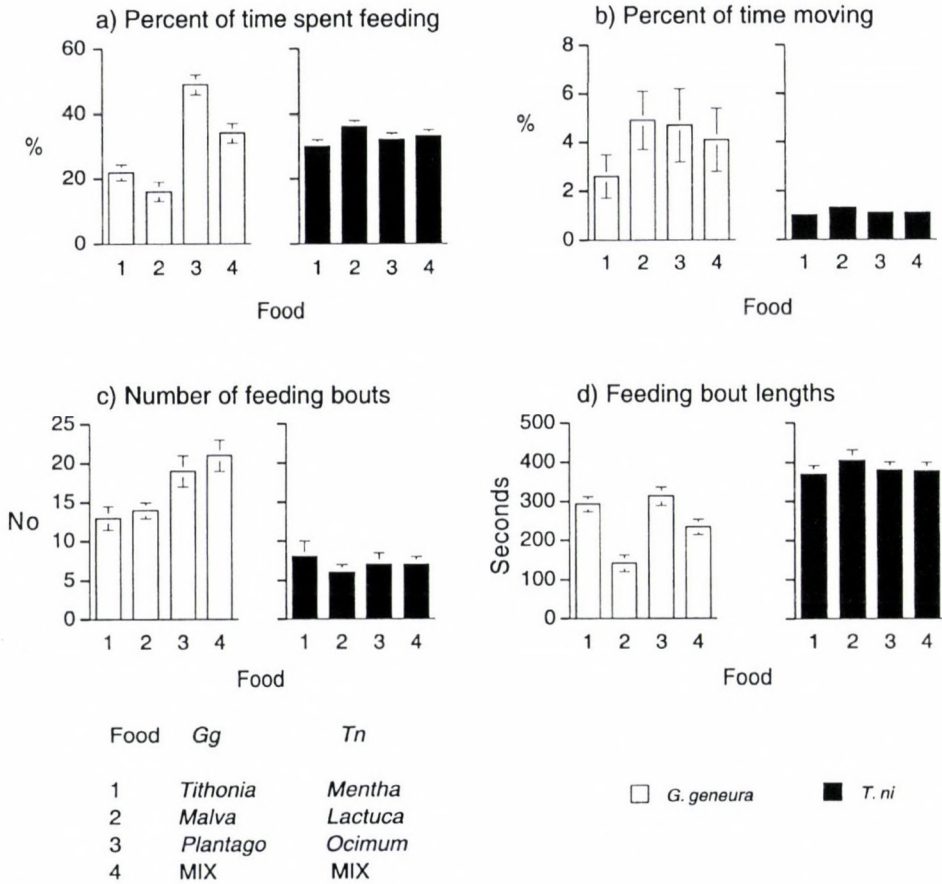 a) Percent of time spent feeding
60
40
20
0
%
1 2 3 4
1 2 3 4
Food
b) Percent of time moving
8
6
4
2
0
%
1 2 3 4
1 2 3 4
Food
c) Number of feeding bouts
25
20
15
10
5
0
No
1 2 3 4
1 2 3 4
Food
d) Feeding bout lengths
500
400
300
200
100
0
Seconds
1 2 3 4
1 2 3 4
Food
Food Gg Tn
1 Tithonia Mentha
2 Malva Lactuca
3 Plantago Ocimum
4 MIX MIX
G. geneura
T. ni